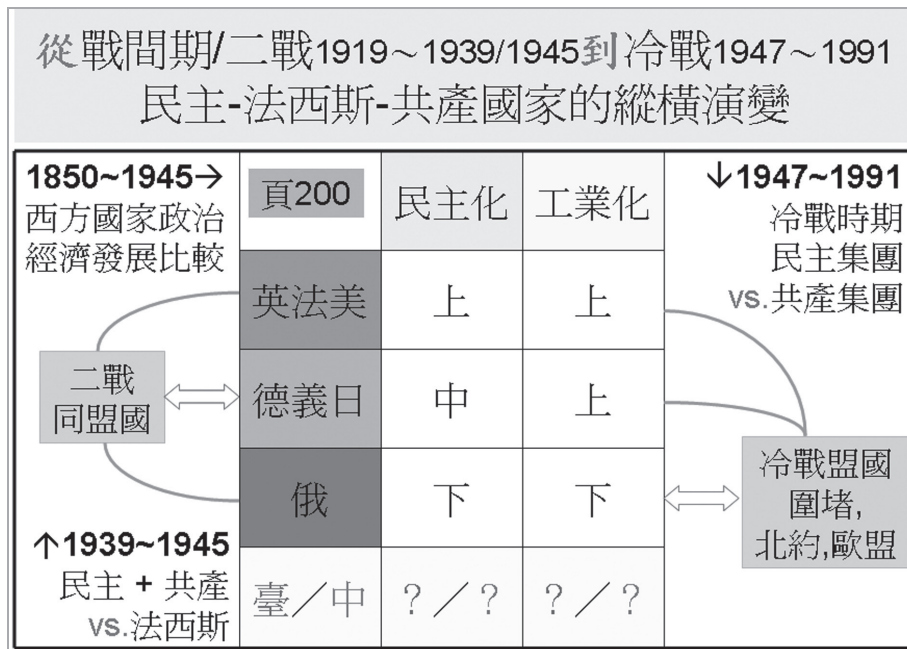 從戰間期/二戰1919～1939/1945到冷戰1947～1991
民主-法西斯-共產國家的縱橫演變
1850~1945→
西方國家政治
經濟發展比較
二戰
同盟國
↑1939~1945
民主 + 共產
vs.法西斯
頁200 民主化 工業化
英法美 上 上
德義日 中 上
俄 下 下
臺／中 ？／？ ？／？
↓1947~1991
冷戰時期
民主集團
vs.共產集團
冷戰盟國
圍堵,
北約,歐盟